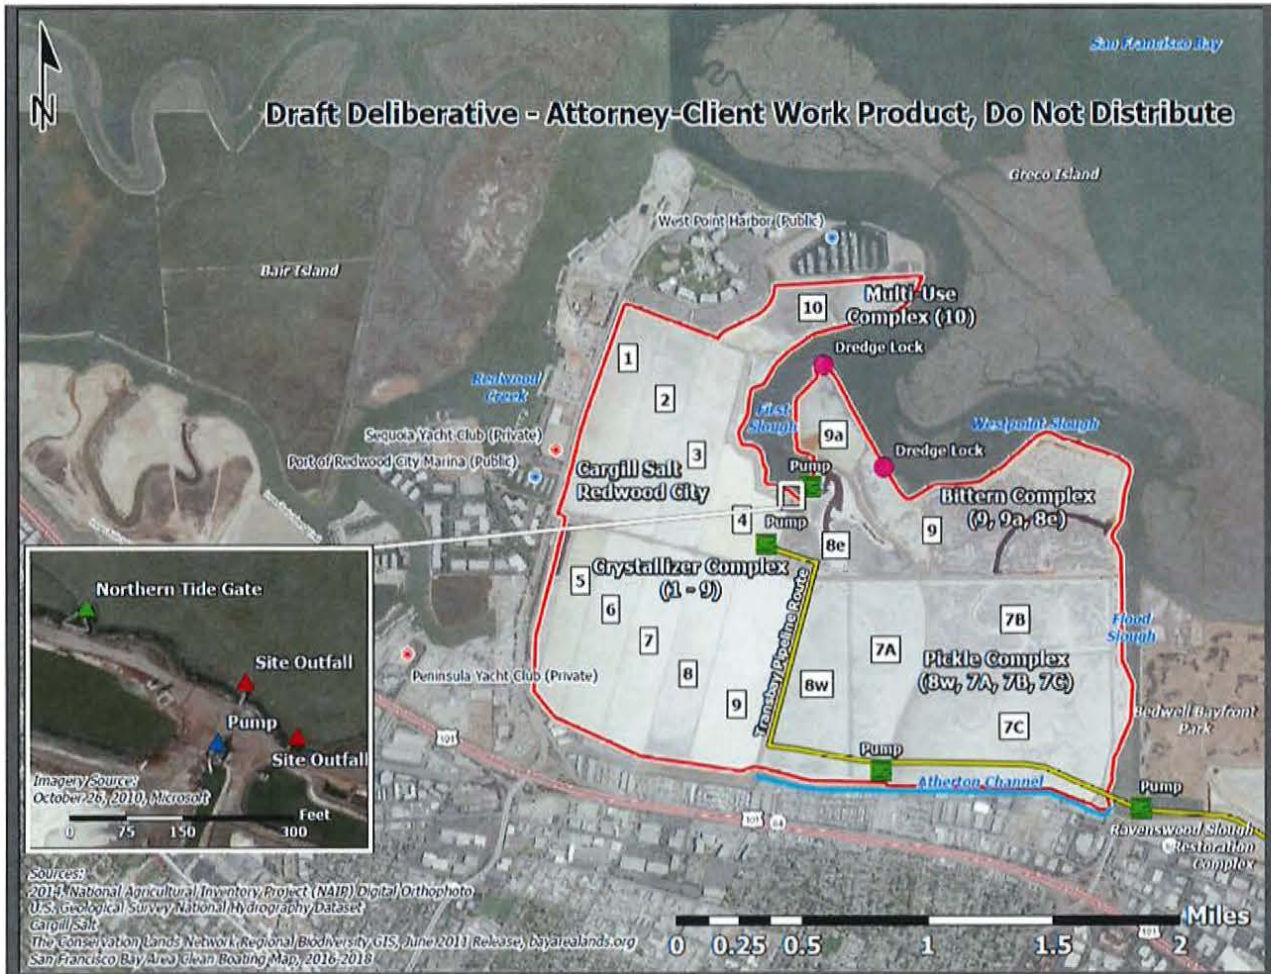 San Francisco Bay
N
Draft Deliberative - Attorney-Client Work Product, Do Not Distribute
Greco Island
West Point Harbor (Public)
Bair Island
10
Multi-Use
Complex (10)
1
Dredge Lock
Redwood
Creek
2
First
Slough
9a
Westpoint Slough
Sequoia Yacht Club (Private)
3
Dredge Lock
Port of Redwood City Marina (Public)
Cargill Salt
Redwood City
Pump
Bittern Complex
(9, 9a, 8e)
4
Pump
9
8e
5
Crystallizer Complex
(1 - 9)
6
7
Transbay Pipeline Route
7B
Flood
Slough
7A
Pickle Complex
(8w, 7A, 7B, 7C)
Peninsula Yacht Club (Private)
8
8w
9
7C
Bedwell Bayfront
Park
101
Pump
Atherton Channel
Pump
101
84
Ravenswood Slough
Restoration
Complex
Northern Tide Gate
Site Outfall
Pump
Site Outfall
Imagery Source:
October 26, 2010, Microsoft
Feet
0 75 150 300
Sources:
2014, National Agricultural Inventory Project (NAIP) Digital Orthophoto
U.S. Geological Survey National Hydrography Dataset
Cargill Salt
The Conservation Lands Network Regional Biodiversity GIS, June 2011 Release, bayarealands.org
San Francisco Bay Area Clean Boating Map, 2016-2018
Miles
0 0.25 0.5 1 1.5 2
101